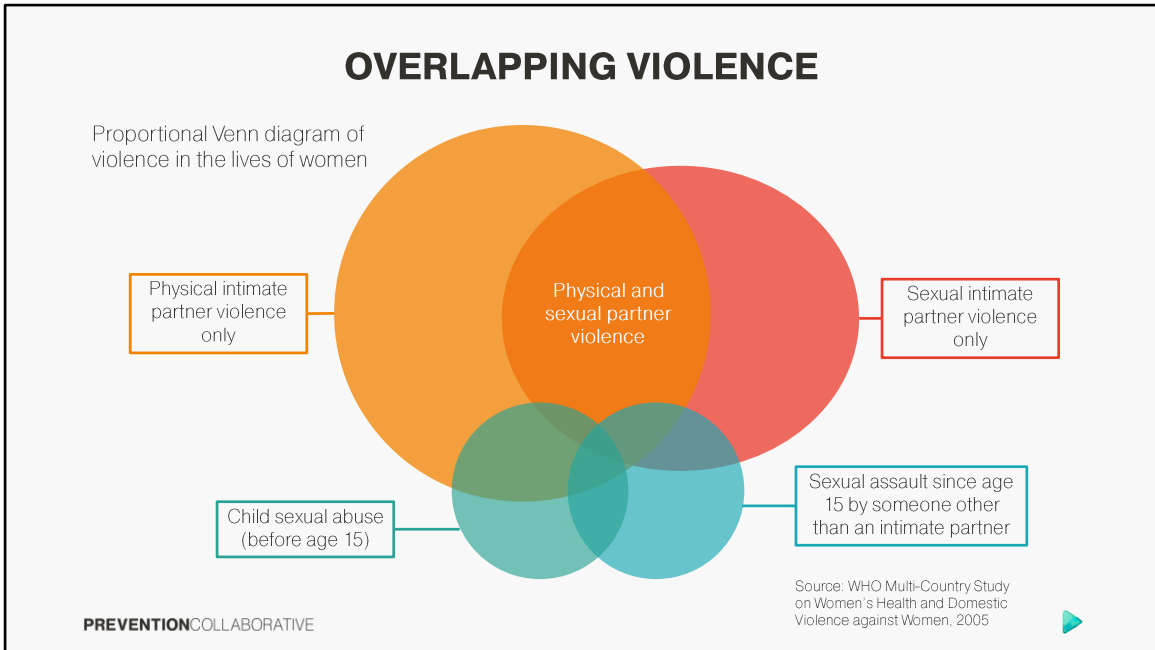 OVERLAPPING VIOLENCE
Proportional Venn diagram of
violence in the lives of women
Physical intimate
partner violence
only
Physical and
sexual partner
violence
Sexual intimate
partner violence
only
Child sexual abuse
(before age 15)
Sexual assault since age
15 by someone other
than an intimate partner
Source: WHO Multi-Country Study
on Women's Health and Domestic
Violence against Women, 2005
PREVENTIONCOLLABORATIVE